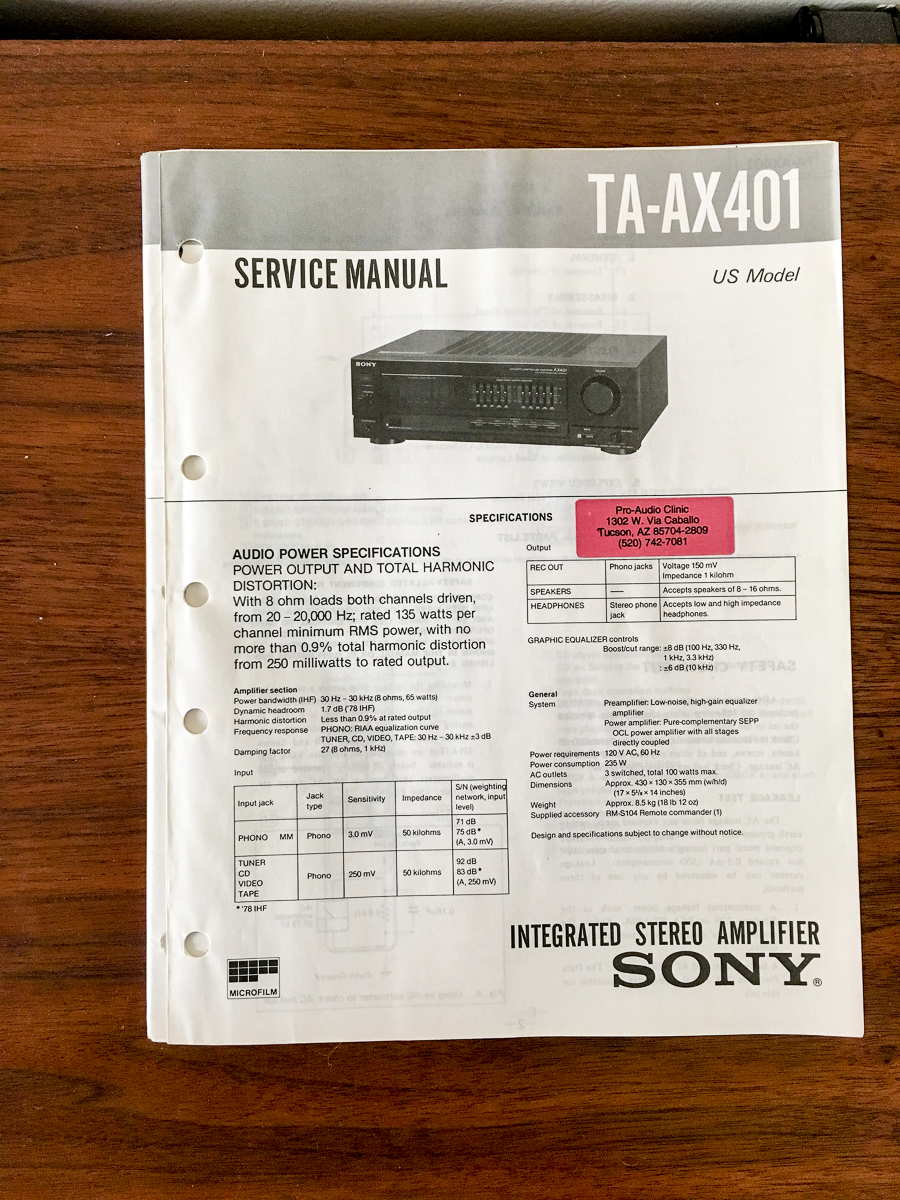 TA-AX401
SERVICE MANUAL
US Model
SONY
AX401
SPECIFICATIONS
Pro-Audio Clinic
1302 W. Via Caballo
Tucson, AZ 85704-2809
(520) 742-7081
AUDIO POWER SPECIFICATIONS
POWER OUTPUT AND TOTAL HARMONIC
DISTORTION:
With 8 ohm loads both channels driven,
from 20 – 20,000 Hz; rated 135 watts per
channel minimum RMS power, with no
more than 0.9% total harmonic distortion
from 250 milliwatts to rated output.
Amplifier section
Power bandwidth (IHF) 30 Hz – 30 kHz (8 ohms, 65 watts)
Dynamic headroom 1.7 dB ('78 IHF)
Harmonic distortion Less than 0.9% at rated output
Frequency response PHONO: RIAA equalization curve
TUNER, CD, VIDEO, TAPE: 30 Hz – 30 kHz ±3 dB
Damping factor 27 (8 ohms, 1 kHz)
Input
Input jack Jack type Sensitivity Impedance S/N (weighting network, input level)
PHONO MM Phono 3.0 mV 50 kilohms 71 dB
75 dB*
(A, 3.0 mV)
TUNER
CD
VIDEO
TAPE
Phono 250 mV 50 kilohms 92 dB
83 dB*
(A, 250 mV)
* '78 IHF
Output
REC OUT Phono jacks Voltage 150 mV
Impedance 1 kilohm
SPEAKERS — Accepts speakers of 8 – 16 ohms.
HEADPHONES Stereo phone jack Accepts low and high impedance
headphones.
GRAPHIC EQUALIZER controls
Boost/cut range: ±8 dB (100 Hz, 330 Hz,
1 kHz, 3.3 kHz)
: ±6 dB (10 kHz)
General
System Preamplifier: Low-noise, high-gain equalizer
amplifier
Power amplifier: Pure-complementary SEPP
OCL power amplifier with all stages
directly coupled
Power requirements 120 V AC, 60 Hz
Power consumption 235 W
AC outlets 3 switched, total 100 watts max.
Dimensions Approx. 430 × 130 × 355 mm (w/h/d)
(17 × 5 1/8 × 14 inches)
Weight Approx. 8.5 kg (18 lb 12 oz)
Supplied accessory RM-S104 Remote commander (1)
Design and specifications subject to change without notice.
MICROFILM
INTEGRATED STEREO AMPLIFIER
SONY®